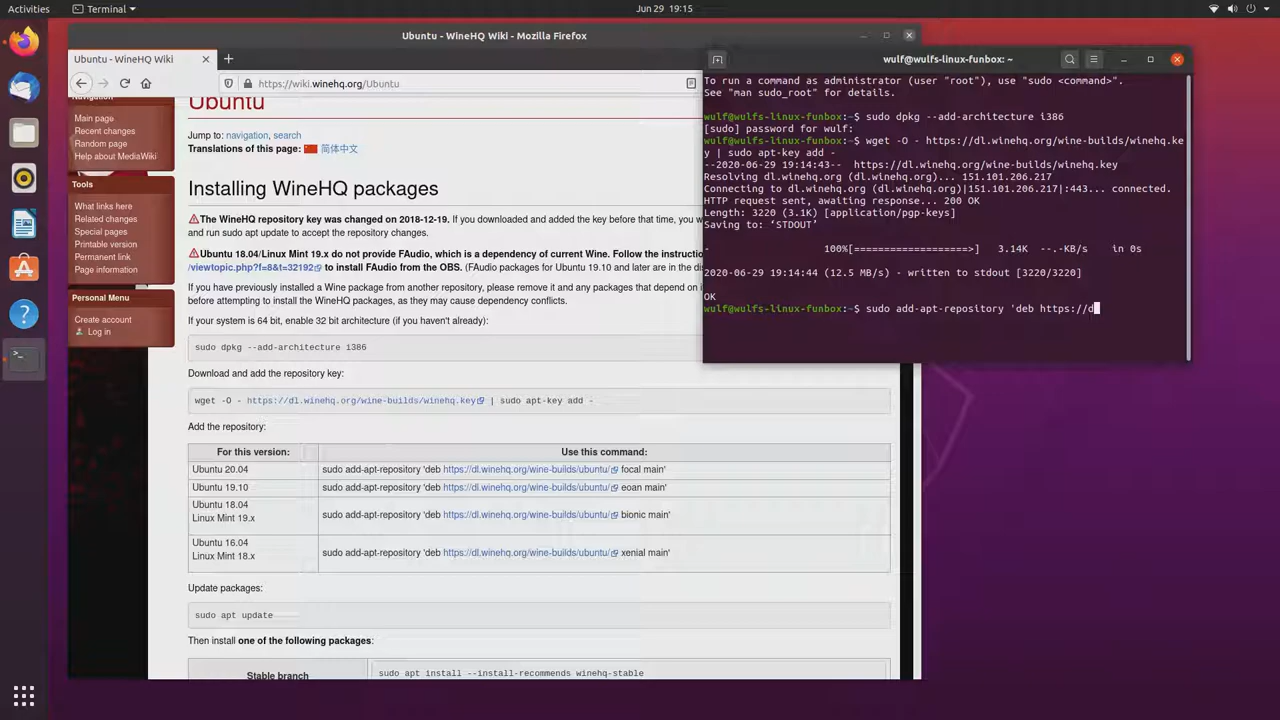 Activities
Terminal
Jun 29 19:15
Ubuntu - WineHQ Wiki - Mozilla Firefox
Ubuntu - WineHQ Wiki
https://wiki.winehq.org/Ubuntu
Navigation
Main page
Recent changes
Random page
Help about MediaWiki
Tools
What links here
Related changes
Special pages
Printable version
Permanent link
Page information
Personal Menu
Create account
Log in
Ubuntu
Jump to: navigation, search
Translations of this page: 简体中文
Installing WineHQ packages
The WineHQ repository key was changed on 2018-12-19. If you downloaded and added the key before that time, you w
and run sudo apt update to accept the repository changes.
Ubuntu 18.04/Linux Mint 19.x do not provide FAudio, which is a dependency of current Wine. Follow the instruction
/viewtopic.php?f=8&t=32192 to install FAudio from the OBS. (FAudio packages for Ubuntu 19.10 and later are in the di
If you have previously installed a Wine package from another repository, please remove it and any packages that depend on i
before attempting to install the WineHQ packages, as they may cause dependency conflicts.
If your system is 64 bit, enable 32 bit architecture (if you haven't already):
sudo dpkg --add-architecture i386
Download and add the repository key:
wget -O - https://dl.winehq.org/wine-builds/winehq.key | sudo apt-key add -
Add the repository:
For this version: Use this command:
Ubuntu 20.04 sudo add-apt-repository 'deb https://dl.winehq.org/wine-builds/ubuntu/ focal main'
Ubuntu 19.10 sudo add-apt-repository 'deb https://dl.winehq.org/wine-builds/ubuntu/ eoan main'
Ubuntu 18.04
Linux Mint 19.x
sudo add-apt-repository 'deb https://dl.winehq.org/wine-builds/ubuntu/ bionic main'
Ubuntu 16.04
Linux Mint 18.x
sudo add-apt-repository 'deb https://dl.winehq.org/wine-builds/ubuntu/ xenial main'
Update packages:
sudo apt update
Then install one of the following packages:
Stable branch
sudo apt install --install-recommends winehq-stable
wulf@wulfs-linux-funbox: ~
To run a command as administrator (user "root"), use "sudo <command>".
See "man sudo_root" for details.
wulf@wulfs-linux-funbox:~$ sudo dpkg --add-architecture i386
[sudo] password for wulf:
wulf@wulfs-linux-funbox:~$ wget -O - https://dl.winehq.org/wine-builds/winehq.ke
y | sudo apt-key add -
--2020-06-29 19:14:43-- https://dl.winehq.org/wine-builds/winehq.key
Resolving dl.winehq.org (dl.winehq.org)... 151.101.206.217
Connecting to dl.winehq.org (dl.winehq.org)|151.101.206.217|:443... connected.
HTTP request sent, awaiting response... 200 OK
Length: 3220 (3.1K) [application/pgp-keys]
Saving to: ‘STDOUT’
- 100%[===================>] 3.14K --.-KB/s in 0s
2020-06-29 19:14:44 (12.5 MB/s) - written to stdout [3220/3220]
OK
wulf@wulfs-linux-funbox:~$ sudo add-apt-repository 'deb https://d